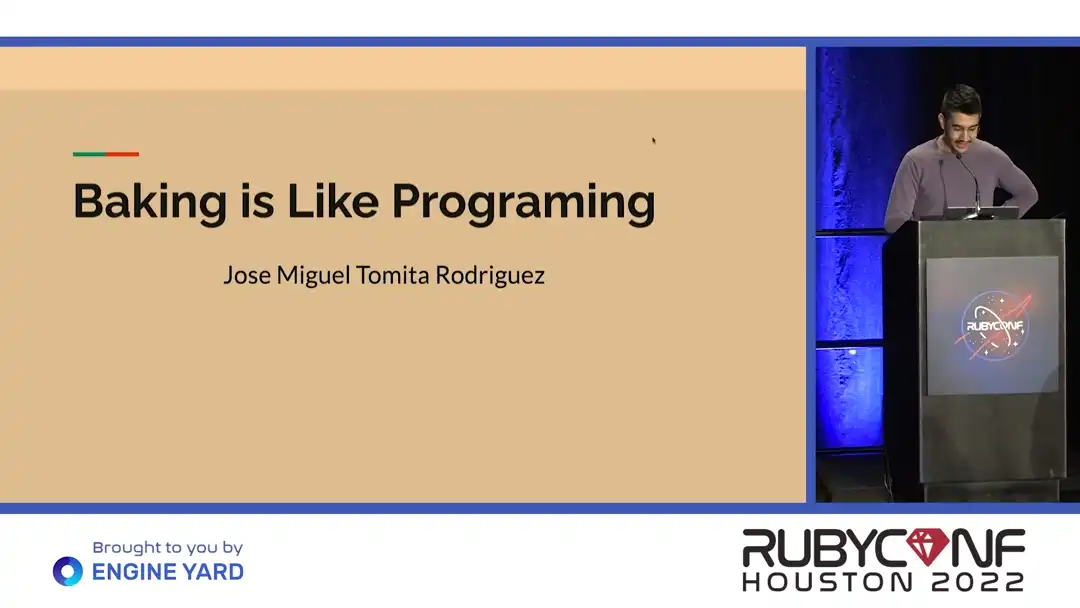 Baking is Like Programing
Jose Miguel Tomita Rodriguez
RUBYCONF
Brought to you by
ENGINE YARD
RUBYCONF
HOUSTON 2022